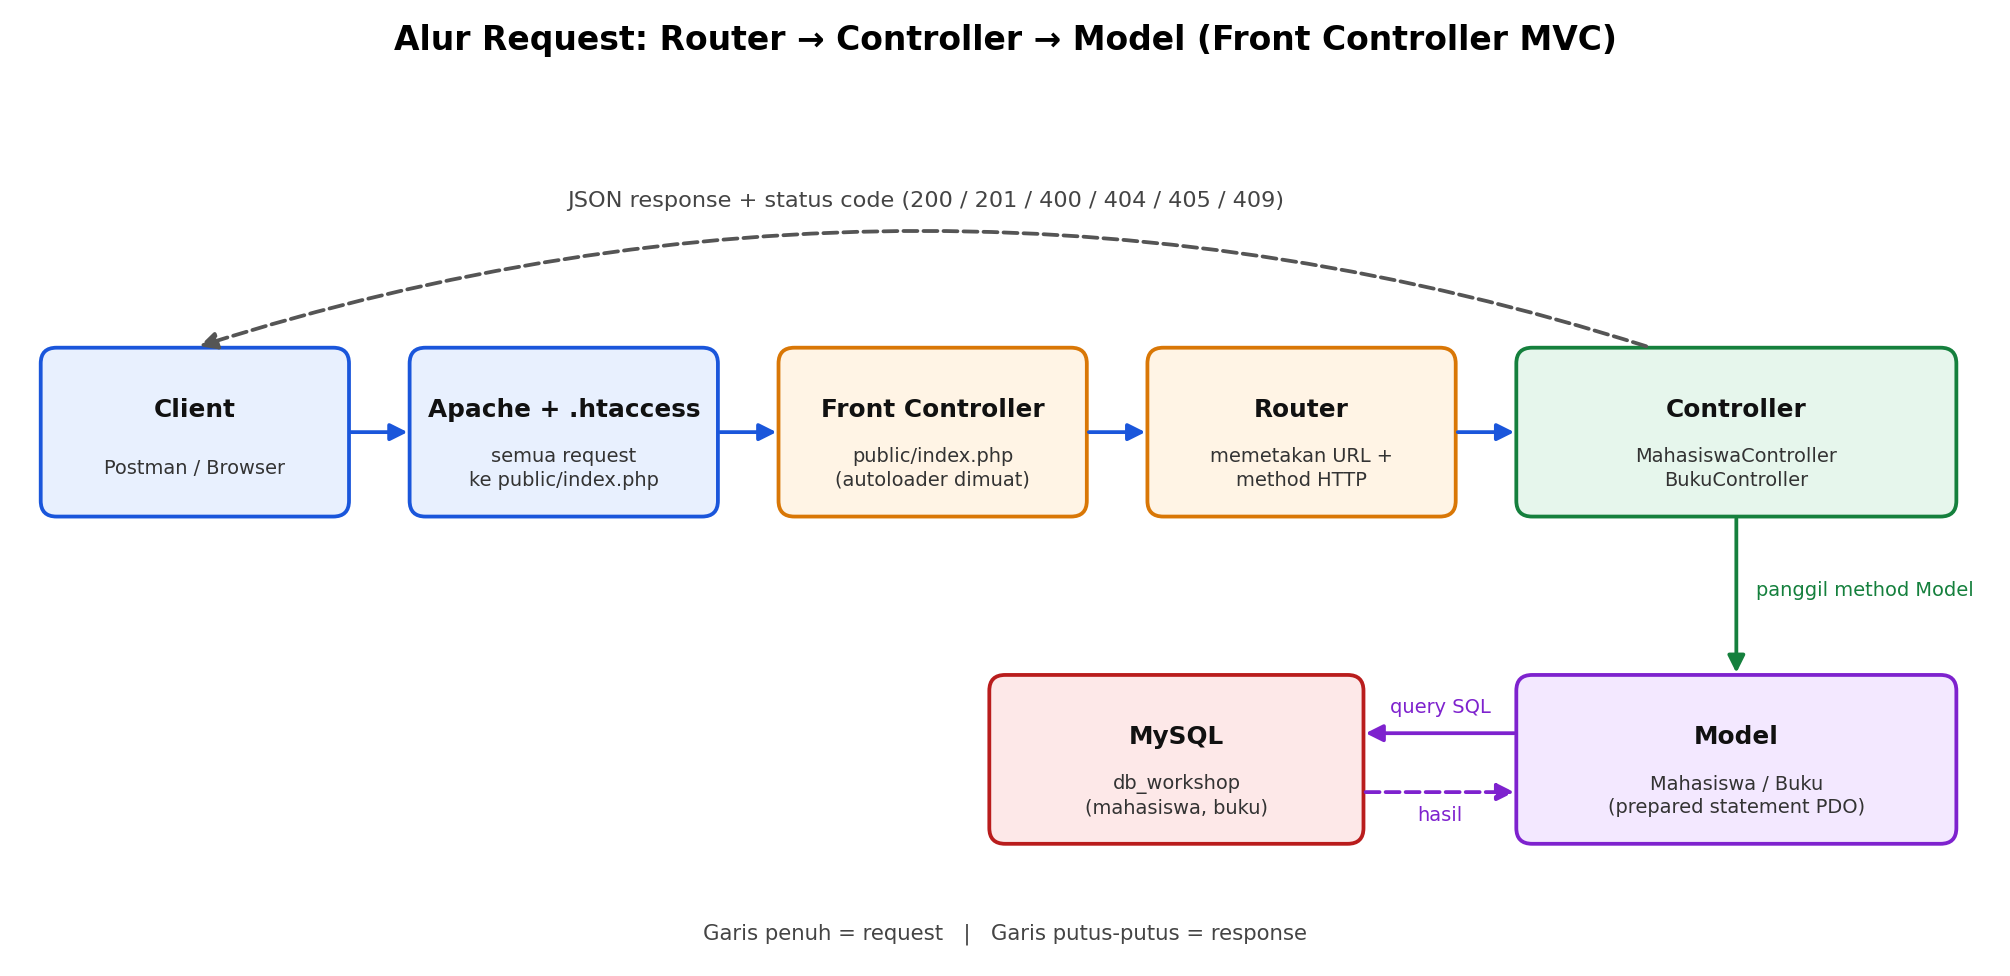 Alur Request: Router → Controller → Model (Front Controller MVC)
JSON response + status code (200 / 201 / 400 / 404 / 405 / 409)
Client
Postman / Browser
Apache + .htaccess
semua request
ke public/index.php
Front Controller
public/index.php
(autoloader dimuat)
Router
memetakan URL +
method HTTP
Controller
MahasiswaController
BukuController
panggil method Model
MySQL
db_workshop
(mahasiswa, buku)
query SQL
hasil
Model
Mahasiswa / Buku
(prepared statement PDO)
Garis penuh = request | Garis putus-putus = response